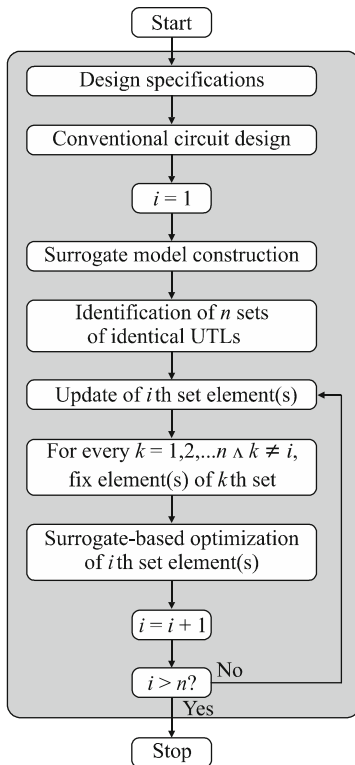 Start
Design specifications
Conventional circuit design
i = 1
Surrogate model construction
Identification of n sets
of identical UTLs
Update of ith set element(s)
For every k = 1,2,...n ∧ k ≠ i,
fix element(s) of kth set
Surrogate-based optimization
of ith set element(s)
i = i + 1
i > n?
No
Yes
Stop